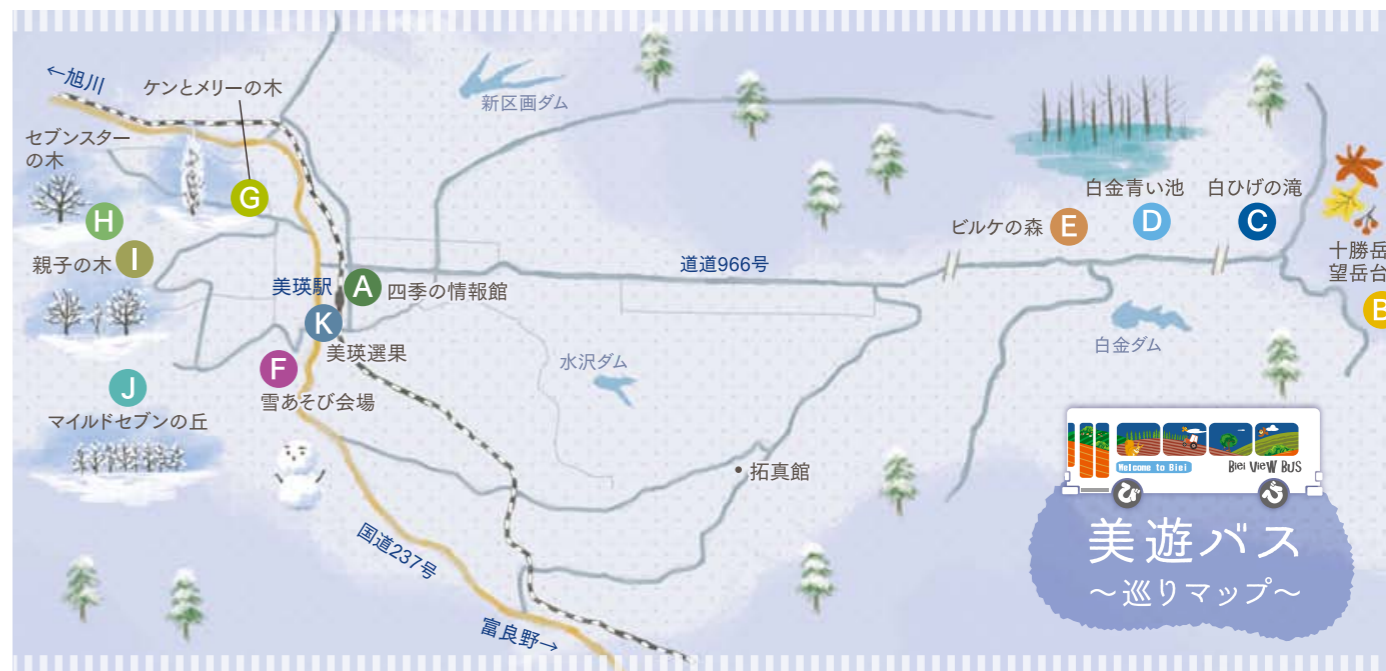 ←旭川
ケンとメリーの木
新区画ダム
セブンスター
の木
G
H
白金青い池
白ひげの滝
ビルケの森
E
D
C
親子の木
I
道道966号
十勝岳
望岳台
B
美瑛駅
A
四季の情報館
K
美瑛選果
白金ダム
水沢ダム
F
雪あそび会場
J
マイルドセブンの丘
拓真館
Welcome to Biei
Biei VieW BUS
び
ゆう
美遊バス
～巡りマップ～
国道237号
富良野→